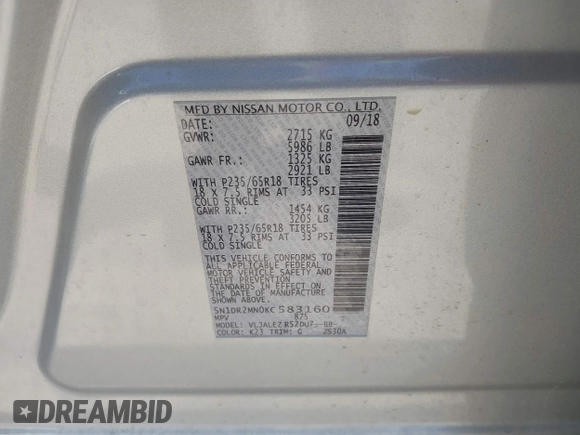 MFD BY NISSAN MOTOR CO., LTD.
DATE: 09/18
GVWR: 2715 KG
5986 LB
GAWR FR.: 1325 KG
2921 LB
WITH P235/65R18 TIRES
18 X 7.5 RIMS AT 33 PSI
COLD SINGLE
GAWR RR.: 1454 KG
3205 LB
WITH P235/65R18 TIRES
18 X 7.5 RIMS AT 33 PSI
COLD SINGLE
THIS VEHICLE CONFORMS TO
ALL APPLICABLE FEDERAL
MOTOR VEHICLE SAFETY AND
THEFT PREVENTION
STANDARDS IN EFFECT ON THE
DATE OF MANUFACTURE
5N1DR2MN0KC583160
MPV 875
MODEL: VLJALEZ
COLOR: K23 TRIM: G 2530A
DREAMBID